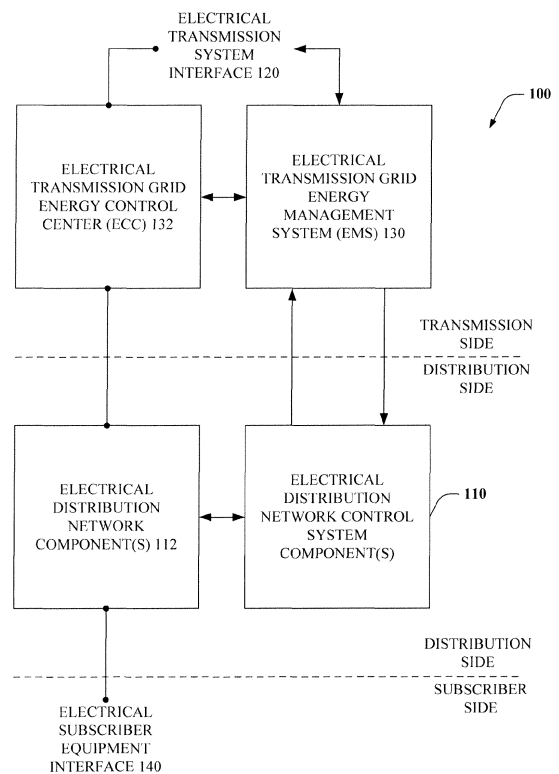 ELECTRICAL
TRANSMISSION
SYSTEM
INTERFACE 120
100
ELECTRICAL
TRANSMISSION GRID
ENERGY CONTROL
CENTER (ECC) 132
ELECTRICAL
TRANSMISSION GRID
ENERGY
MANAGEMENT
SYSTEM (EMS) 130
TRANSMISSION
SIDE
DISTRIBUTION
SIDE
ELECTRICAL
DISTRIBUTION
NETWORK
COMPONENT(S) 112
ELECTRICAL
DISTRIBUTION
NETWORK CONTROL
SYSTEM
COMPONENT(S)
110
DISTRIBUTION
SIDE
SUBSCRIBER
SIDE
ELECTRICAL
SUBSCRIBER
EQUIPMENT
INTERFACE 140